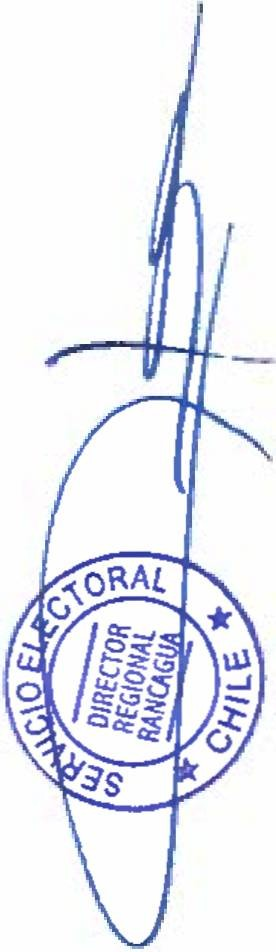 SERVICIO ELECTORAL
★ CHILE ★
DIRECTOR
REGIONAL
RANCAGUA